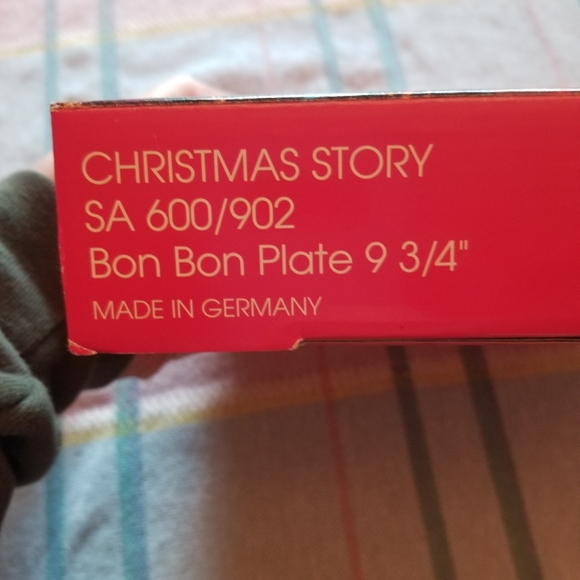 CHRISTMAS STORY
SA 600/902
Bon Bon Plate 9 3/4"
MADE IN GERMANY